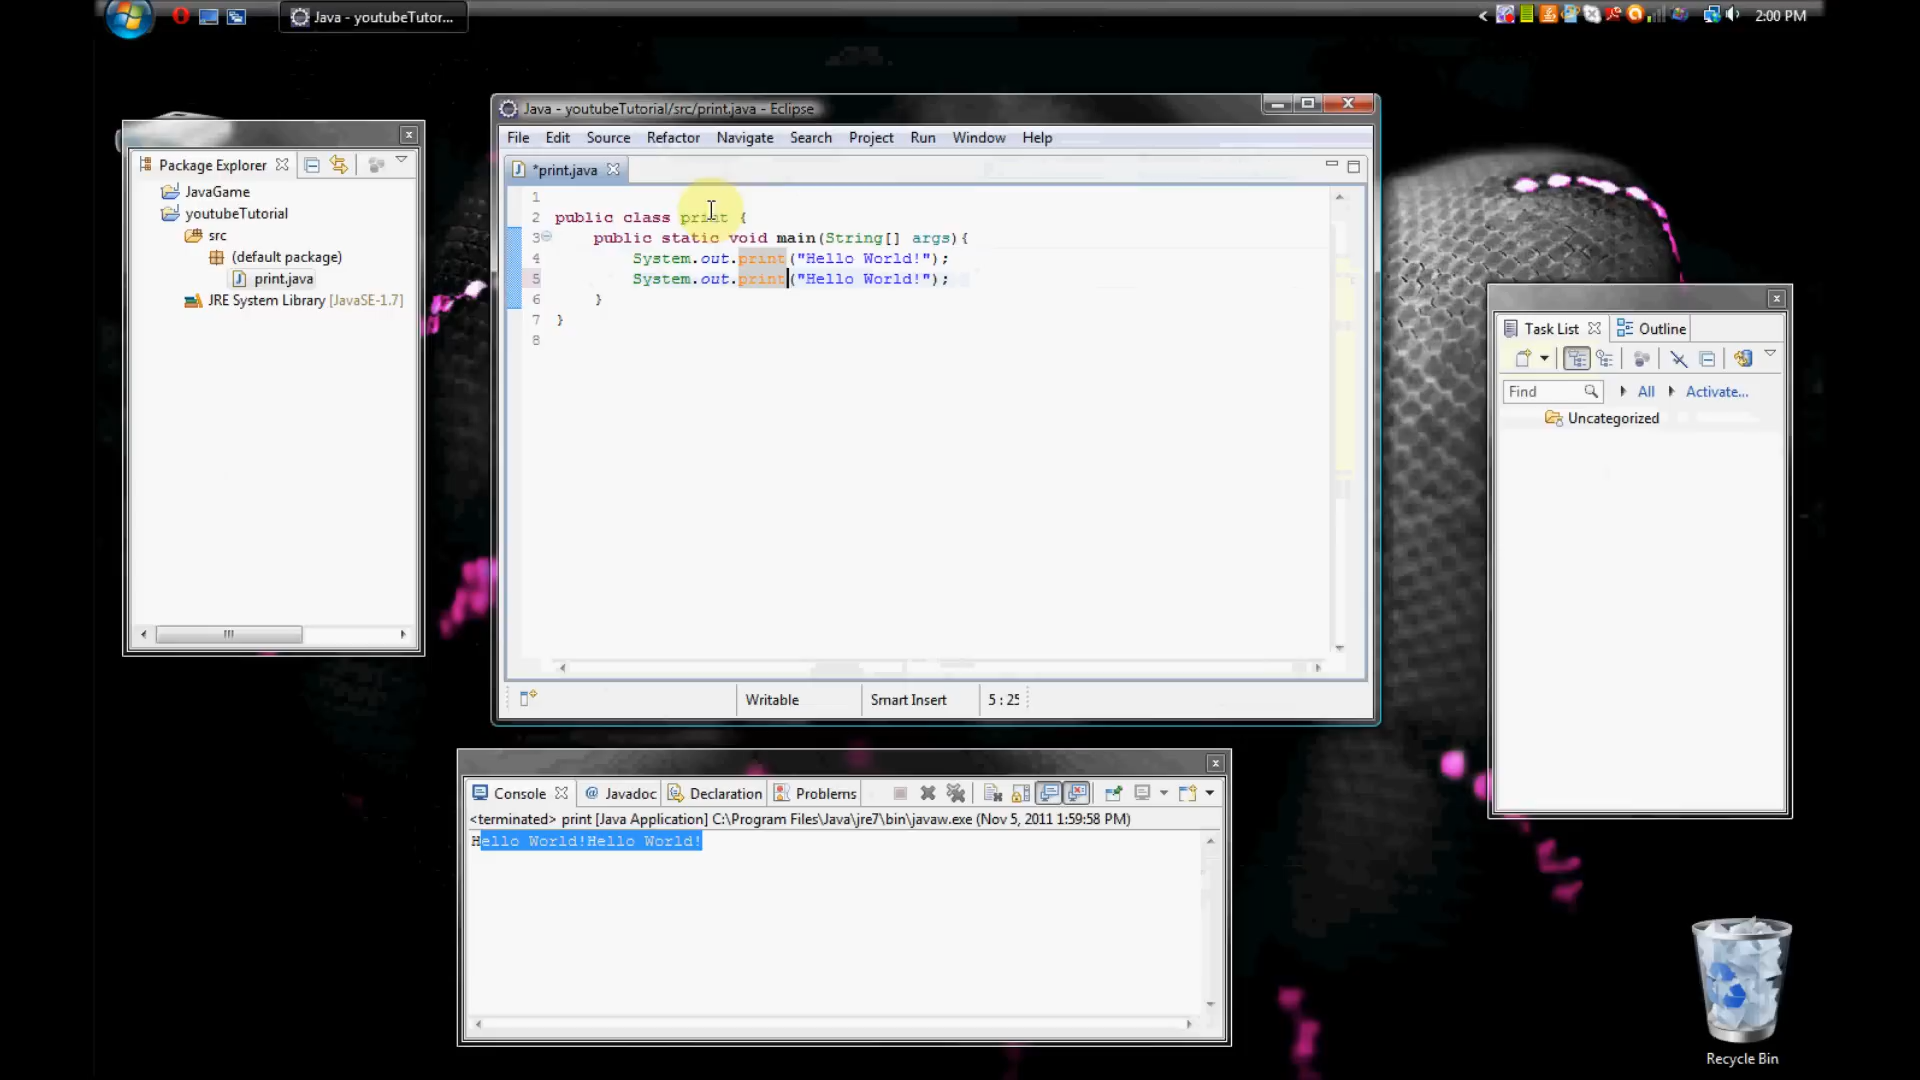 Java - youtubeTutor...
2:00 PM
Package Explorer
JavaGame
youtubeTutorial
src
(default package)
print.java
JRE System Library [JavaSE-1.7]
Java - youtubeTutorial/src/print.java - Eclipse
File Edit Source Refactor Navigate Search Project Run Window Help
*print.java
1
2 public class print {
3 public static void main(String[] args){
4 System.out.print("Hello World!");
5 System.out.print("Hello World!");
6 }
7 }
8
Writable Smart Insert 5 : 25
Task List Outline
Find All Activate...
Uncategorized
Console @ Javadoc Declaration Problems
<terminated> print [Java Application] C:\Program Files\Java\jre7\bin\javaw.exe (Nov 5, 2011 1:59:58 PM)
Hello World!Hello World!
Recycle Bin